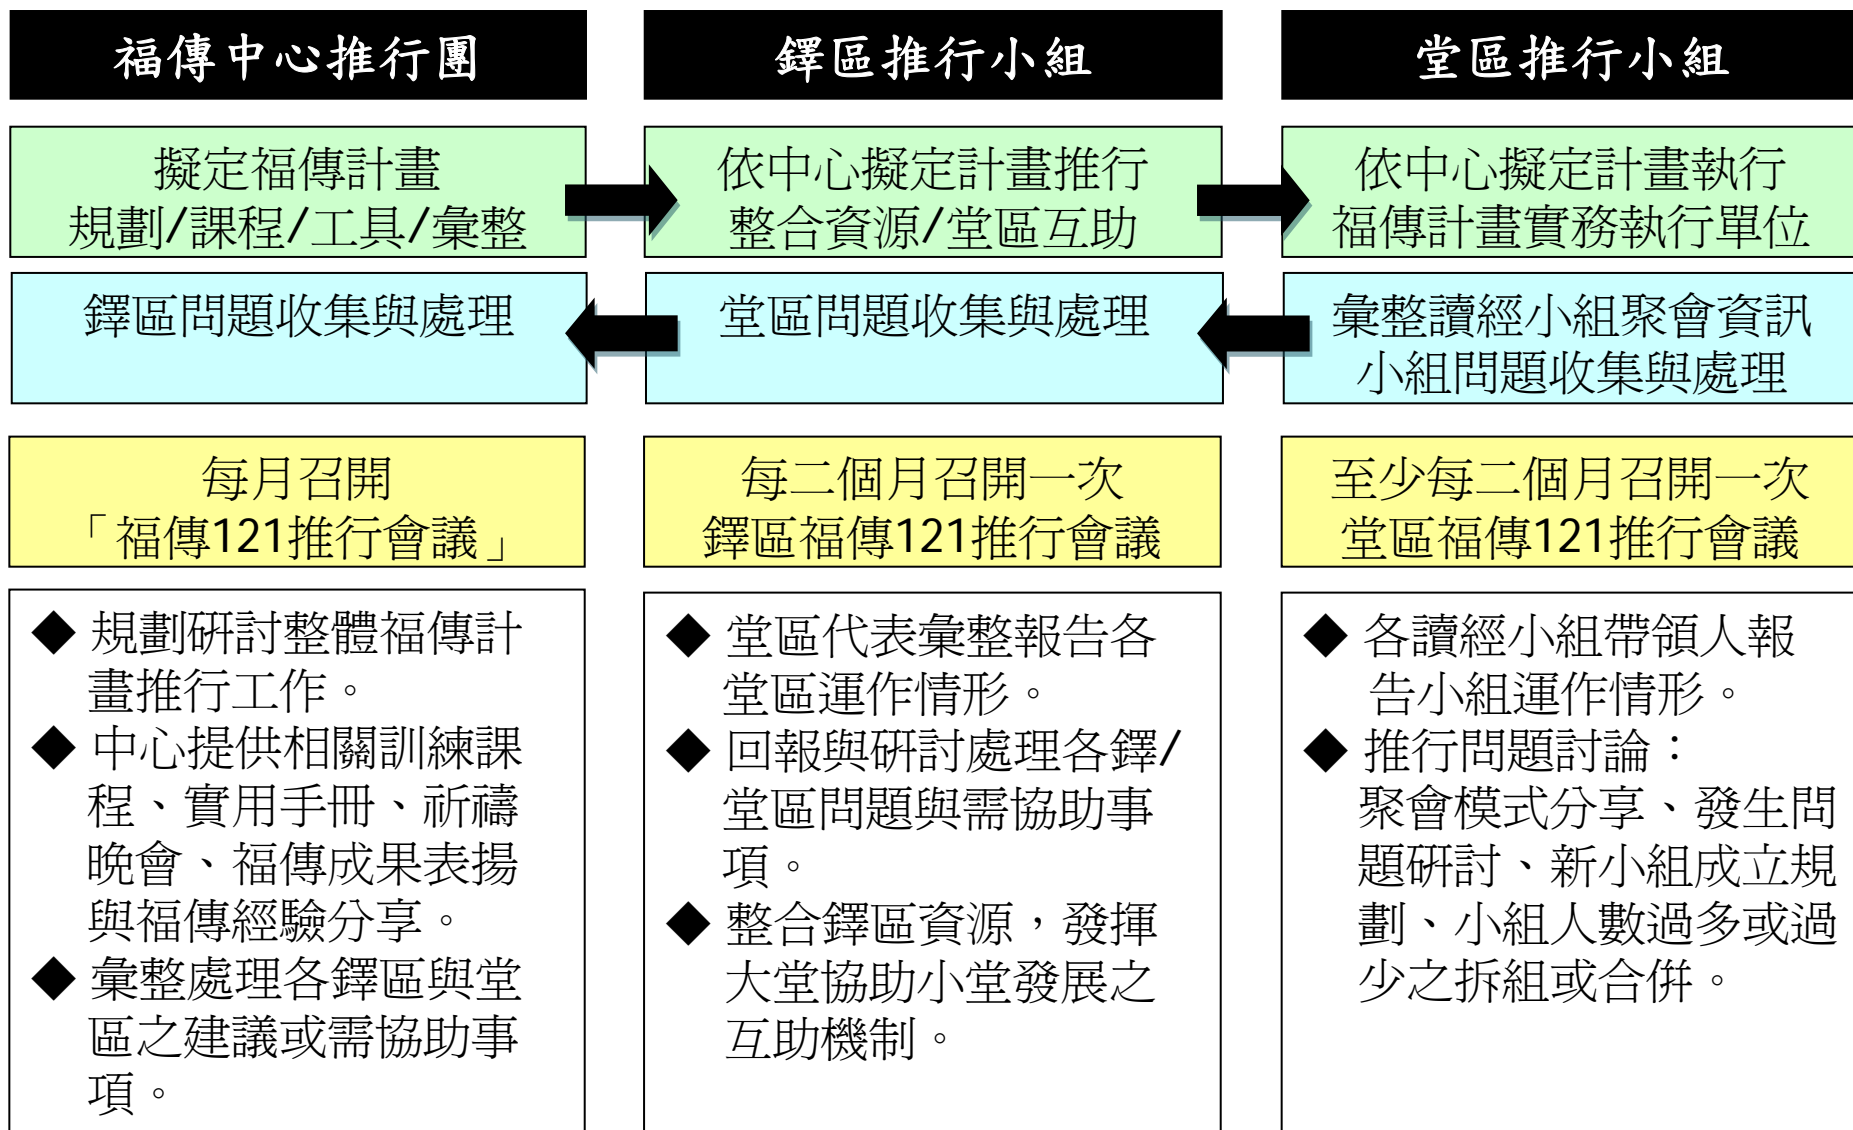 福傳中心推行團
鐸區推行小組
堂區推行小組
擬定福傳計畫
規劃/課程/工具/彙整
依中心擬定計畫推行
整合資源/堂區互助
依中心擬定計畫執行
福傳計畫實務執行單位
鐸區問題收集與處理
堂區問題收集與處理
彙整讀經小組聚會資訊
小組問題收集與處理
每月召開
「福傳121推行會議」
每二個月召開一次
鐸區福傳121推行會議
至少每二個月召開一次
堂區福傳121推行會議
◆ 規劃研討整體福傳計
畫推行工作。
◆ 中心提供相關訓練課
程、實用手冊、祈禱
晚會、福傳成果表揚
與福傳經驗分享。
◆ 彙整處理各鐸區與堂
區之建議或需協助事
項。
◆ 堂區代表彙整報告各
堂區運作情形。
◆ 回報與研討處理各鐸/
堂區問題與需協助事
項。
◆ 整合鐸區資源，發揮
大堂協助小堂發展之
互助機制。
◆ 各讀經小組帶領人報
告小組運作情形。
◆ 推行問題討論：
聚會模式分享、發生問
題研討、新小組成立規
劃、小組人數過多或過
少之拆組或合併。